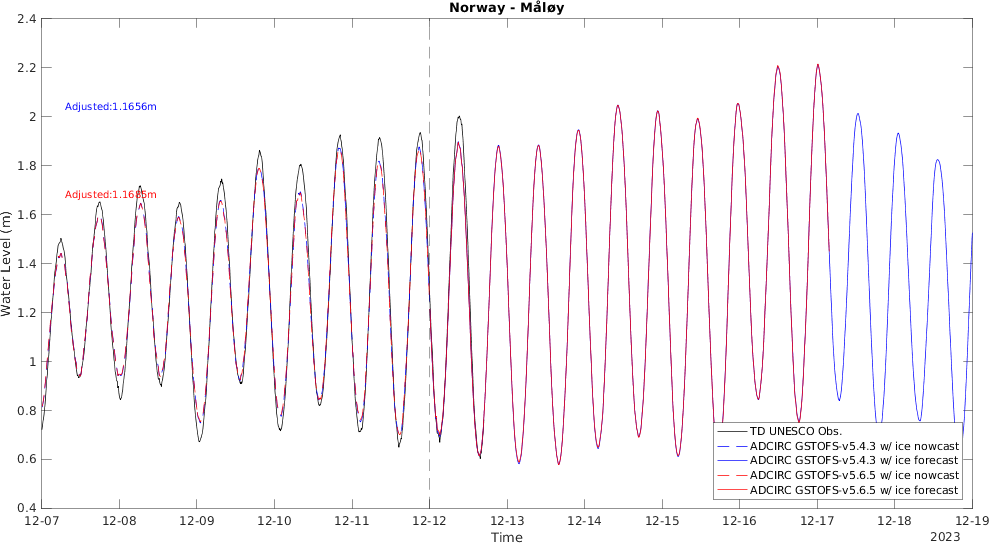 Norway - Måløy
2.4
2.2
2
1.8
1.6
1.4
1.2
1
0.8
0.6
0.4
Water Level (m)
Adjusted:1.1656m
Adjusted:1.1685m
TD UNESCO Obs.
ADCIRC GSTOFS-v5.4.3 w/ ice nowcast
ADCIRC GSTOFS-v5.4.3 w/ ice forecast
ADCIRC GSTOFS-v5.6.5 w/ ice nowcast
ADCIRC GSTOFS-v5.6.5 w/ ice forecast
12-07 12-08 12-09 12-10 12-11 12-12 12-13 12-14 12-15 12-16 12-17 12-18 12-19
Time
2023